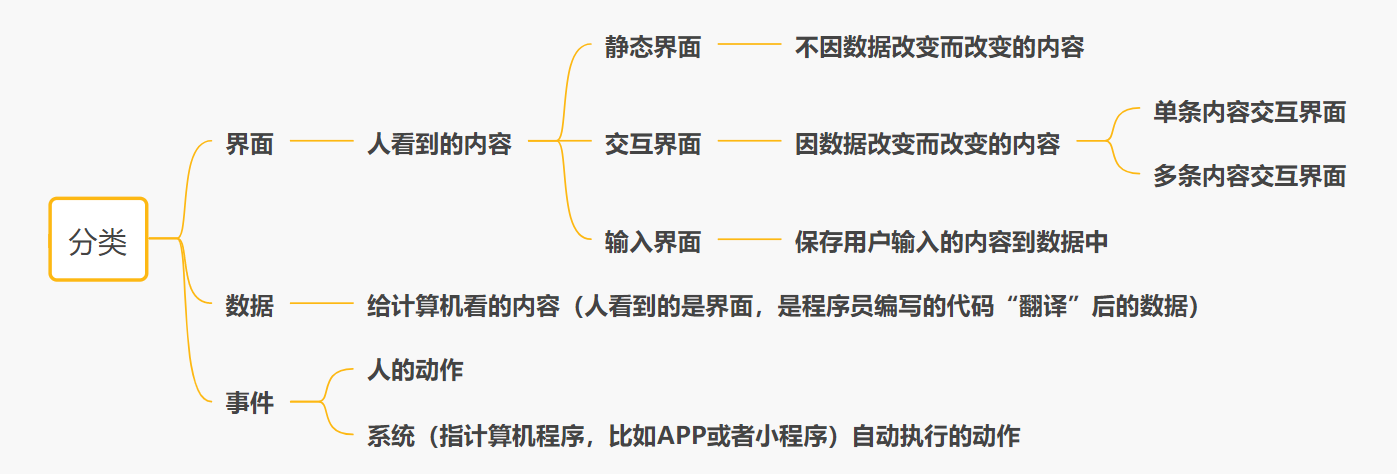 分类
界面
人看到的内容
静态界面
不因数据改变而改变的内容
交互界面
因数据改变而改变的内容
单条内容交互界面
多条内容交互界面
输入界面
保存用户输入的内容到数据中
数据
给计算机看的内容（人看到的是界面，是程序员编写的代码“翻译”后的数据）
事件
人的动作
系统（指计算机程序，比如APP或者小程序）自动执行的动作